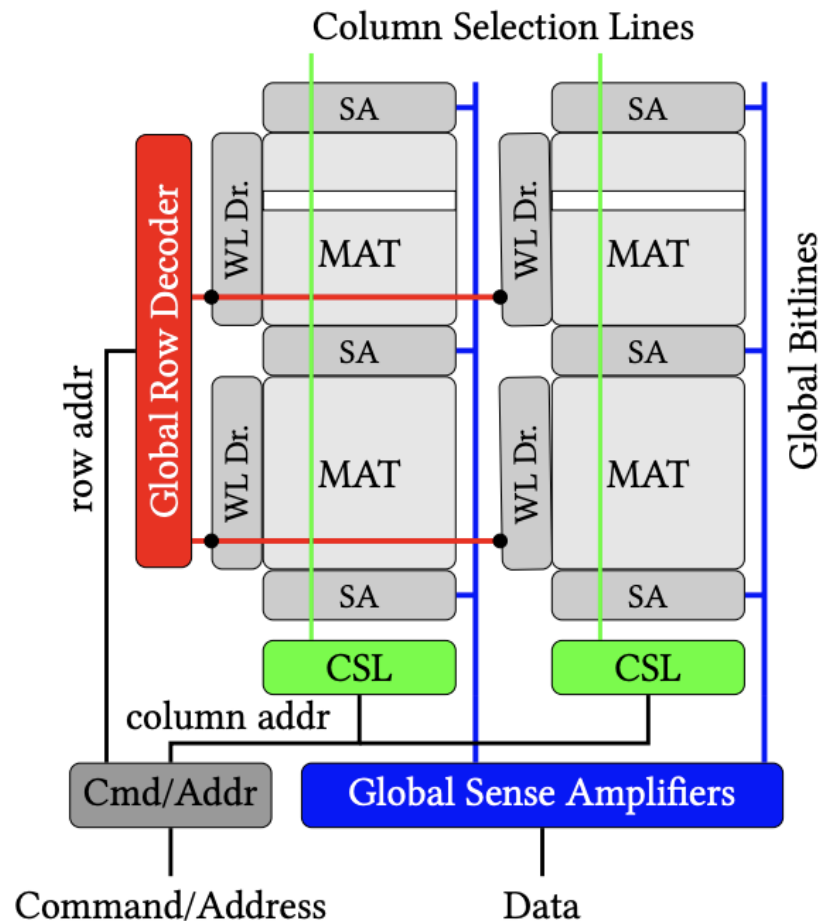 Column Selection Lines
SA
SA
WL Dr.
MAT
WL Dr.
MAT
Global Row Decoder
Global Bitlines
SA
SA
row addr
WL Dr.
MAT
WL Dr.
MAT
SA
SA
CSL
CSL
column addr
Cmd/Addr
Global Sense Amplifiers
Command/Address
Data